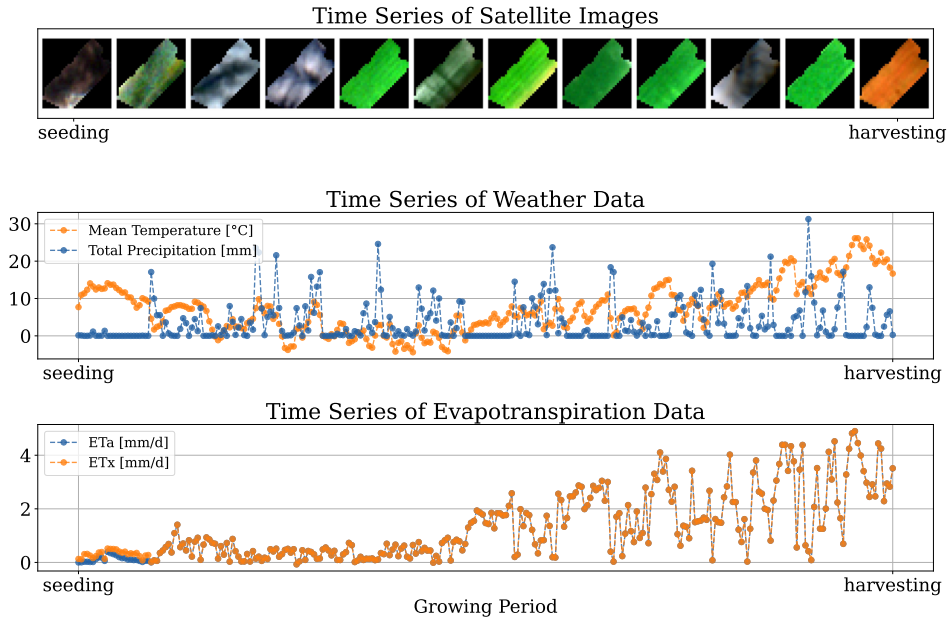 Time Series of Satellite Images
seeding harvesting
Time Series of Weather Data
30
20
10
0
Mean Temperature [°C]
Total Precipitation [mm]
seeding harvesting
Time Series of Evapotranspiration Data
4
2
0
ETa [mm/d]
ETx [mm/d]
seeding harvesting
Growing Period